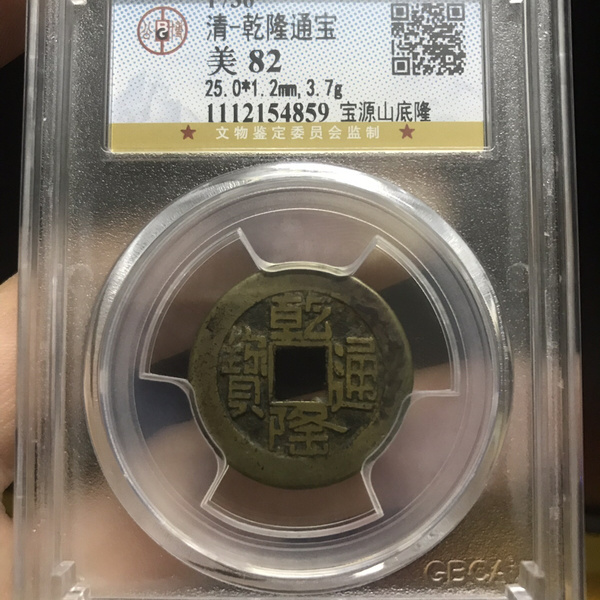 1736
清-乾隆通宝
美 82
25.0*1.2mm, 3.7g
1112154859 宝源山底隆
★ 文物鉴定委员会监制 ★
乾隆通寶
GBCA